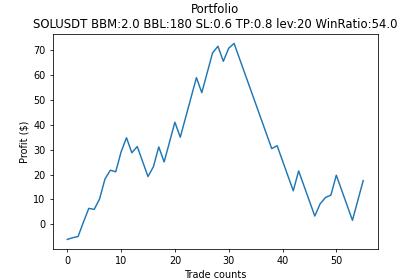 Portfolio
SOLUSDT BBM:2.0 BBL:180 SL:0.6 TP:0.8 lev:20 WinRatio:54.0
Profit ($)
70
60
50
40
30
20
10
0
0 10 20 30 40 50
Trade counts